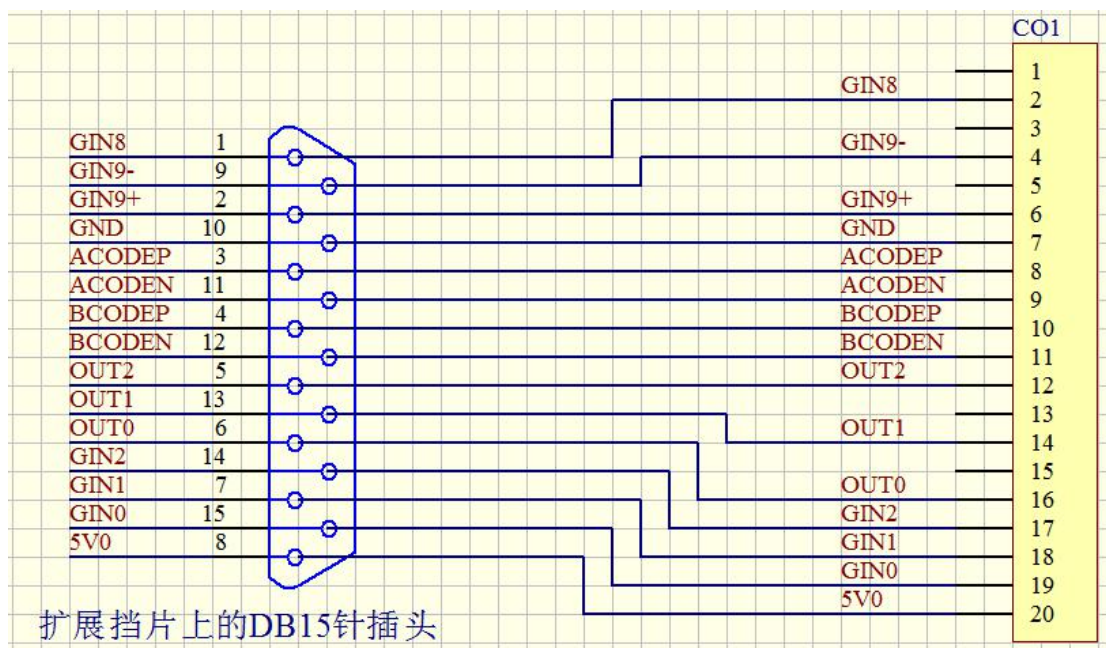 CO1
1
GIN8
2
3
GIN8 1
GIN9-
4
GIN9- 9
5
GIN9+ 2
GIN9+
6
GND 10
GND
7
ACODEP 3
ACODEP
8
ACODEN 11
ACODEN
9
BCODEP 4
BCODEP
10
BCODEN 12
BCODEN
11
OUT2 5
OUT2
12
OUT1 13
13
OUT0 6
OUT1
14
GIN2 14
15
GIN1 7
OUT0
16
GIN0 15
GIN2
17
5V0 8
GIN1
18
GIN0
19
5V0
20
扩展挡片上的DB15针插头